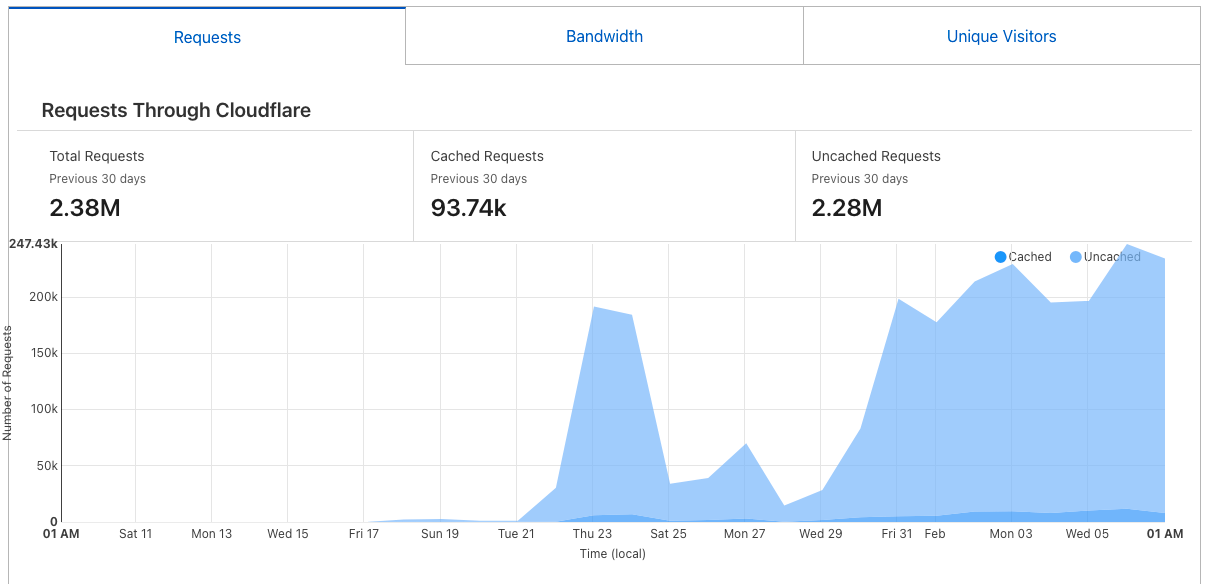 Requests
Bandwidth
Unique Visitors
Requests Through Cloudflare
Total Requests
Previous 30 days
2.38M
Cached Requests
Previous 30 days
93.74k
Uncached Requests
Previous 30 days
2.28M
Cached
Uncached
Number of Requests
247.43k
200k
150k
100k
50k
0
01 AM Sat 11 Mon 13 Wed 15 Fri 17 Sun 19 Tue 21 Thu 23 Sat 25 Mon 27 Wed 29 Fri 31 Feb Mon 03 Wed 05 01 AM
Time (local)